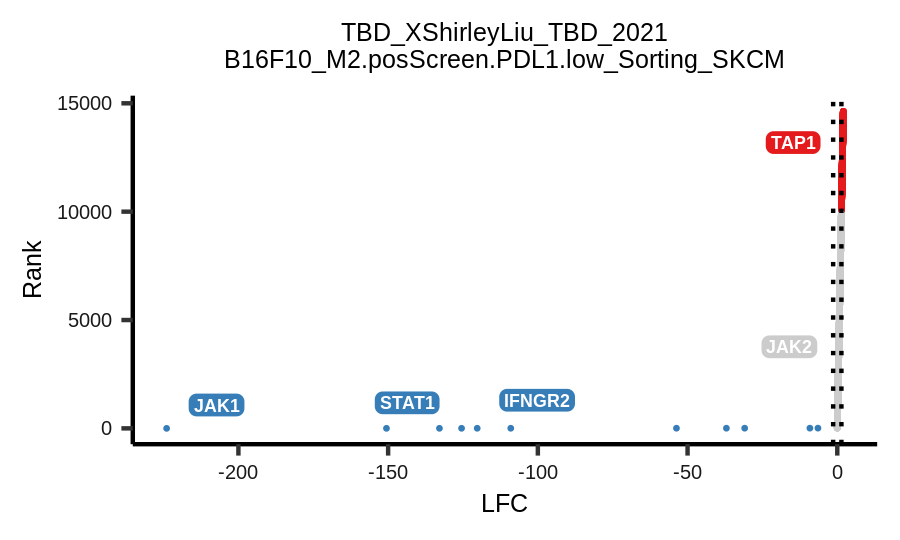 TBD_XShirleyLiu_TBD_2021
B16F10_M2.posScreen.PDL1.low_Sorting_SKCM
15000
TAP1
10000
Rank
5000
JAK2
JAK1
STAT1
IFNGR2
0
-200
-150
-100
-50
0
LFC